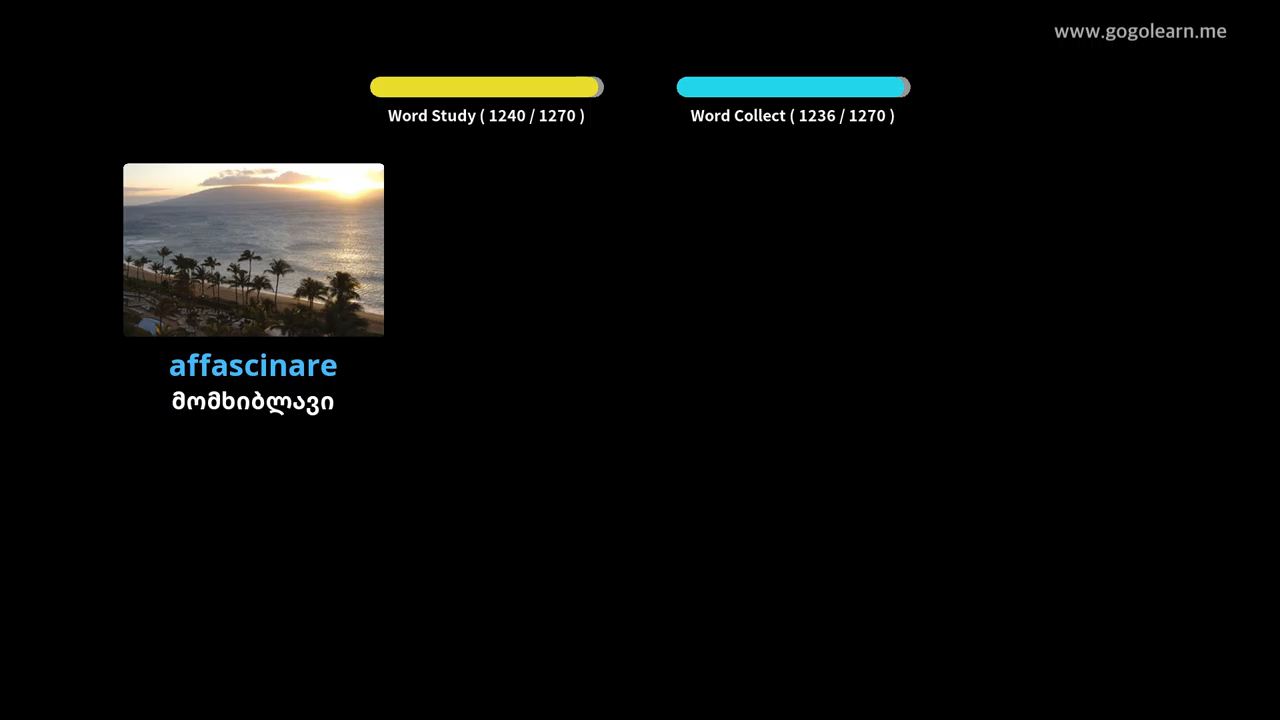 www.gogolearn.me
Word Study ( 1240 / 1270 )
Word Collect ( 1236 / 1270 )
affascinare
მომხიბლავი